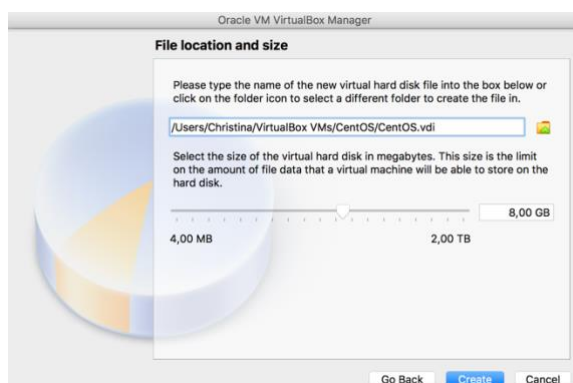 Oracle VM VirtualBox Manager
File location and size
Please type the name of the new virtual hard disk file into the box below or
click on the folder icon to select a different folder to create the file in.
/Users/Christina/VirtualBox VMs/CentOS/CentOS.vdi
Select the size of the virtual hard disk in megabytes. This size is the limit
on the amount of file data that a virtual machine will be able to store on the
hard disk.
8,00 GB
4,00 MB 2,00 TB
Go Back Create Cancel